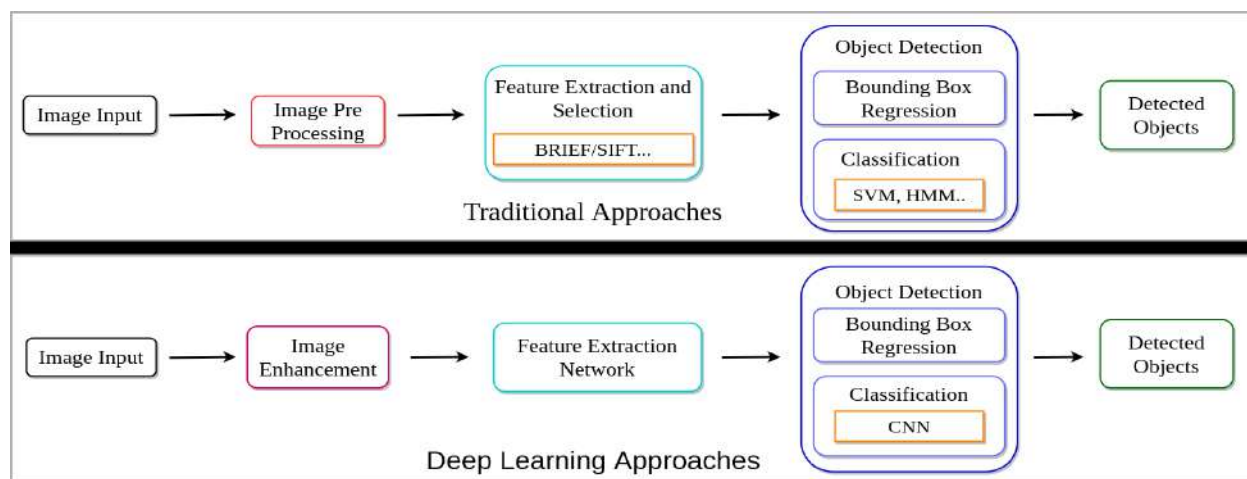 Image Input
Image Pre
Processing
Feature Extraction and
Selection
BRIEF/SIFT...
Object Detection
Bounding Box
Regression
Classification
SVM, HMM..
Detected
Objects
Traditional Approaches
Image Input
Image
Enhancement
Feature Extraction
Network
Object Detection
Bounding Box
Regression
Classification
CNN
Detected
Objects
Deep Learning Approaches